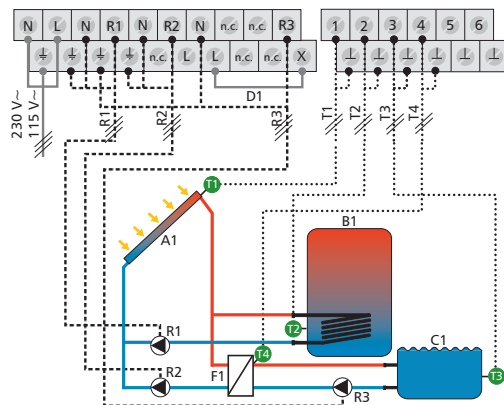 N L N R1 N R2 N n.c. n.c. R3
n.c. L L n.c. n.c. X
1 2 3 4 5 6
D1
230 V~
115 V~
R1
R2
R3
T1
T2
T3
T4
T1
A1
B1
T2
R1
T4
F1
C1
T3
R2
R3